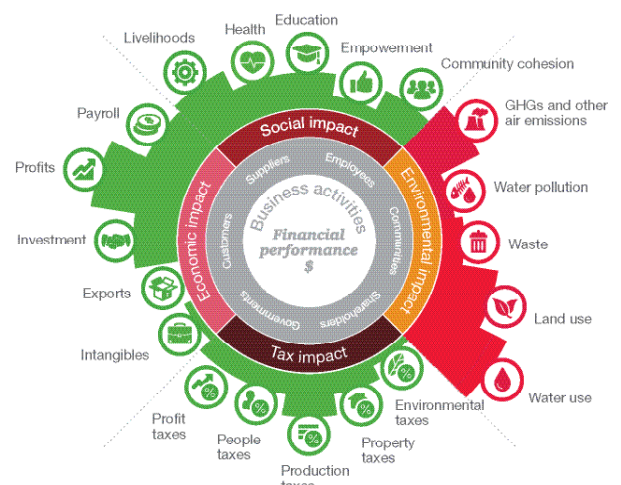 Education
Health
Livelihoods
Empowerment
Community cohesion
Payroll
GHGs and other
air emissions
Profits
Water pollution
Investment
Waste
Exports
Land use
Intangibles
Water use
Profit
taxes
People
taxes
Production
taxes
Property
taxes
Environmental
taxes
Social impact
Economic impact
Environmental impact
Tax impact
Suppliers
Employees
Customers
Communities
Governments
Shareholders
Business activities
Financial
performance
$
%
%
%
%
%